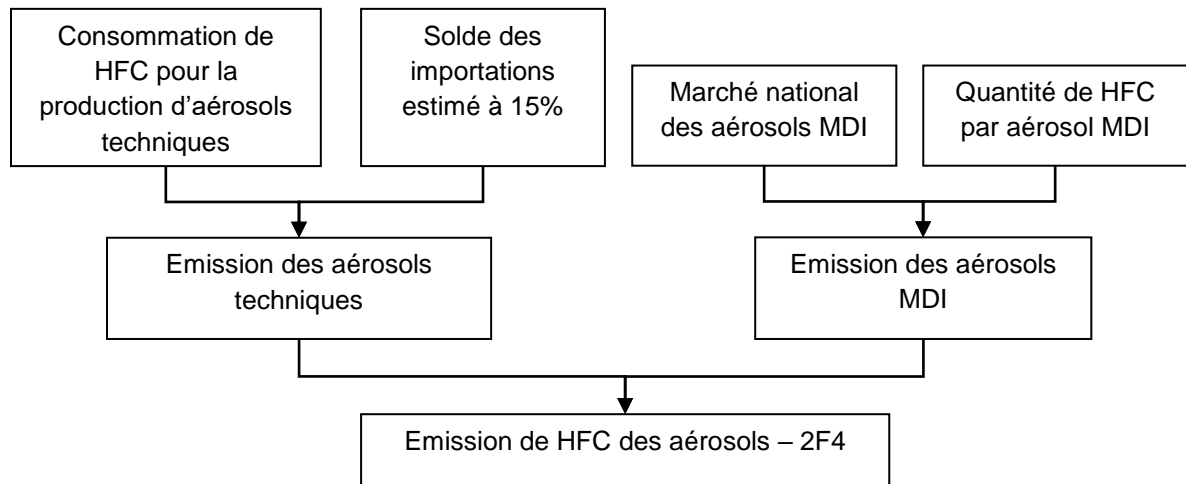 Consommation de
HFC pour la
production d'aérosols
techniques
Solde des
importations
estimé à 15%
Marché national
des aérosols MDI
Quantité de HFC
par aérosol MDI
Emission des aérosols
techniques
Emission des aérosols
MDI
Emission de HFC des aérosols – 2F4